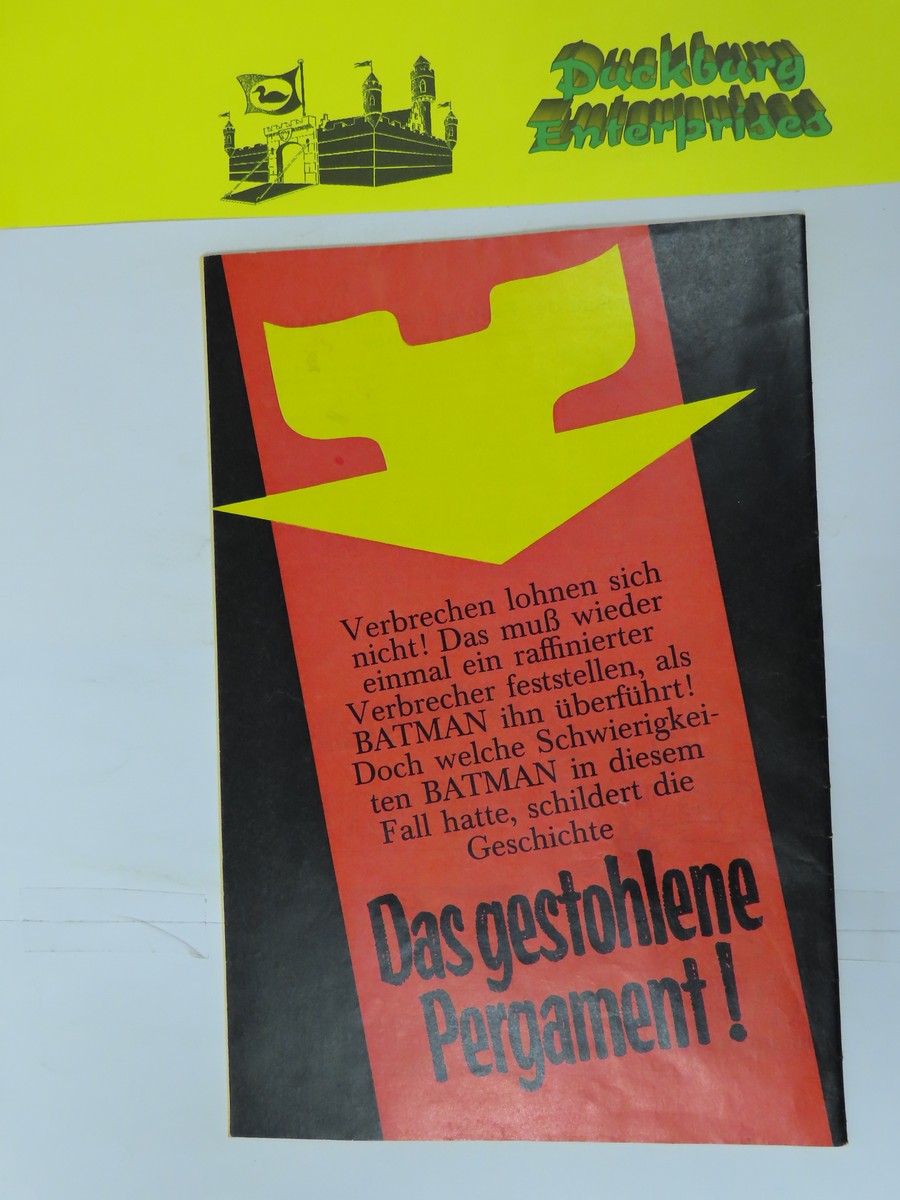 Duckburg
Enterprises
Verbrechen lohnen sich
nicht! Das muß wieder
einmal ein raffinierter
Verbrecher feststellen, als
BATMAN ihn überführt!
Doch welche Schwierigkei-
ten BATMAN in diesem
Fall hatte, schildert die
Geschichte
Das gestohlene
Pergament!